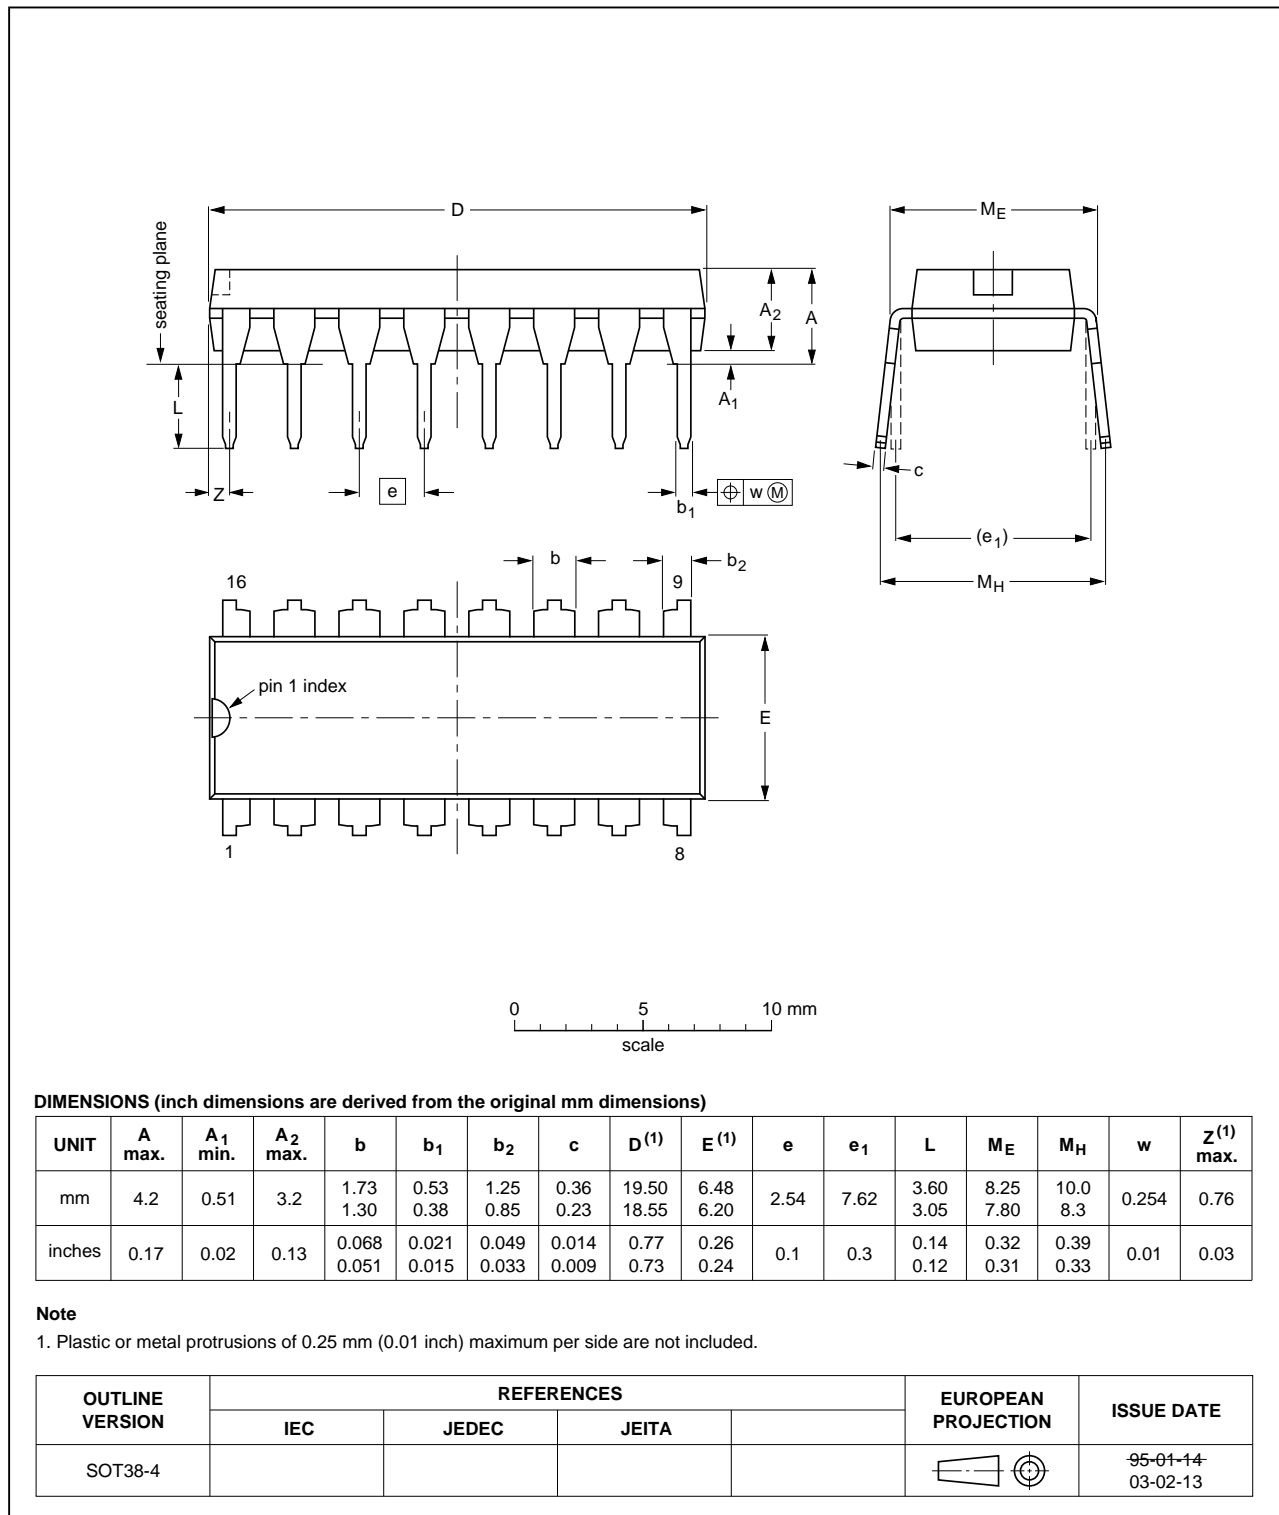 D
ME
seating plane
A2
A
A1
L
Z
e
b1
w M
c
(e1)
MH
b
b2
16
9
pin 1 index
E
1
8
0 5 10 mm
scale
DIMENSIONS (inch dimensions are derived from the original mm dimensions)
UNIT A max. A1 min. A2 max. b b1 b2 c D(1) E(1) e e1 L ME MH w Z(1) max.
mm 4.2 0.51 3.2 1.73 1.30 0.53 0.38 1.25 0.85 0.36 0.23 19.50 18.55 6.48 6.20 2.54 7.62 3.60 3.05 8.25 7.80 10.0 8.3 0.254 0.76
inches 0.17 0.02 0.13 0.068 0.051 0.021 0.015 0.049 0.033 0.014 0.009 0.77 0.73 0.26 0.24 0.1 0.3 0.14 0.12 0.32 0.31 0.39 0.33 0.01 0.03
Note
1. Plastic or metal protrusions of 0.25 mm (0.01 inch) maximum per side are not included.
OUTLINE VERSION REFERENCES EUROPEAN PROJECTION ISSUE DATE
IEC JEDEC JEITA
SOT38-4 95-01-14
03-02-13